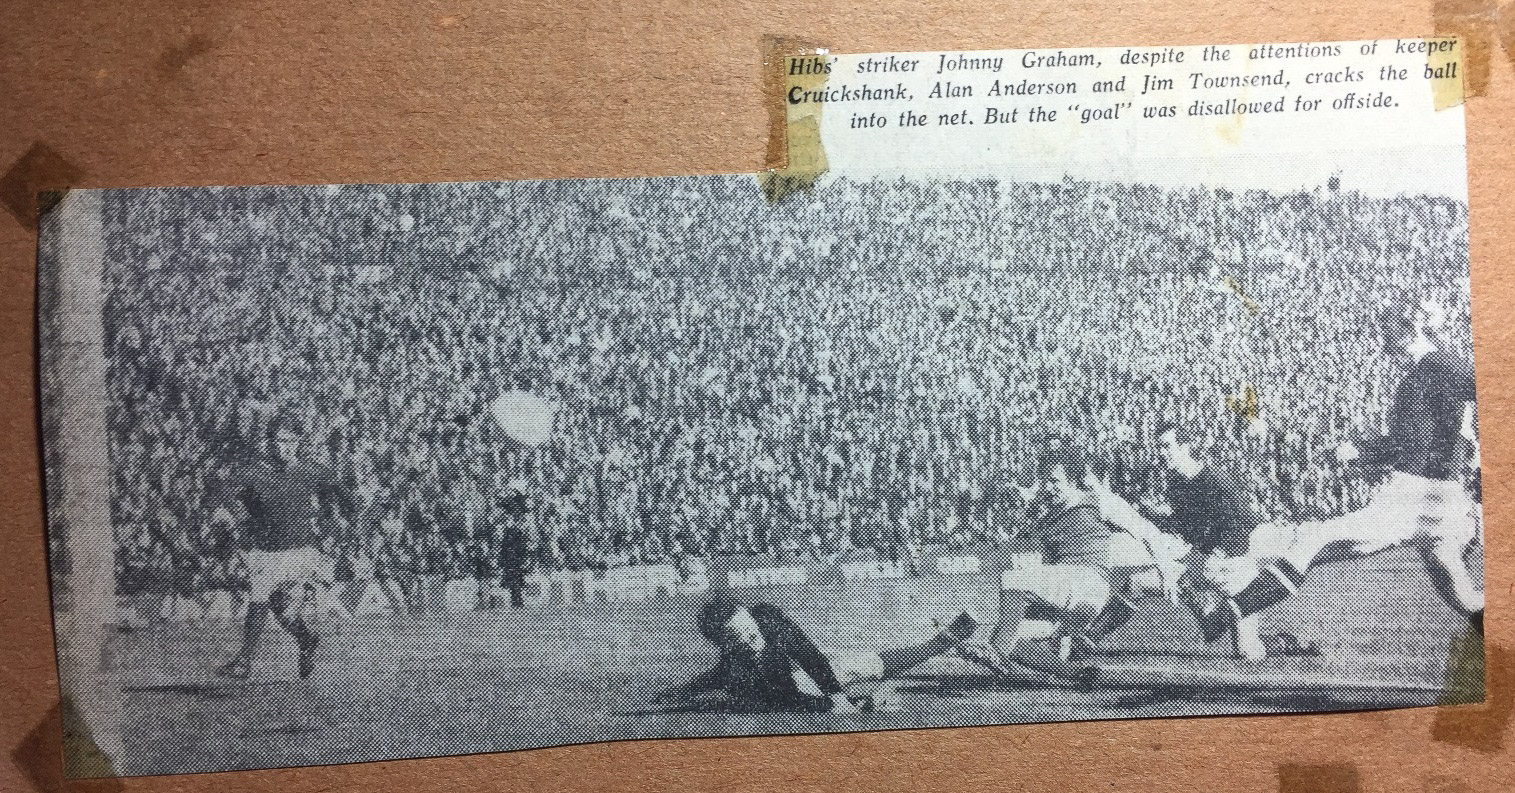 Hibs' striker Johnny Graham, despite the attentions of keeper
Cruickshank, Alan Anderson and Jim Townsend, cracks the ball
into the net. But the "goal" was disallowed for offside.